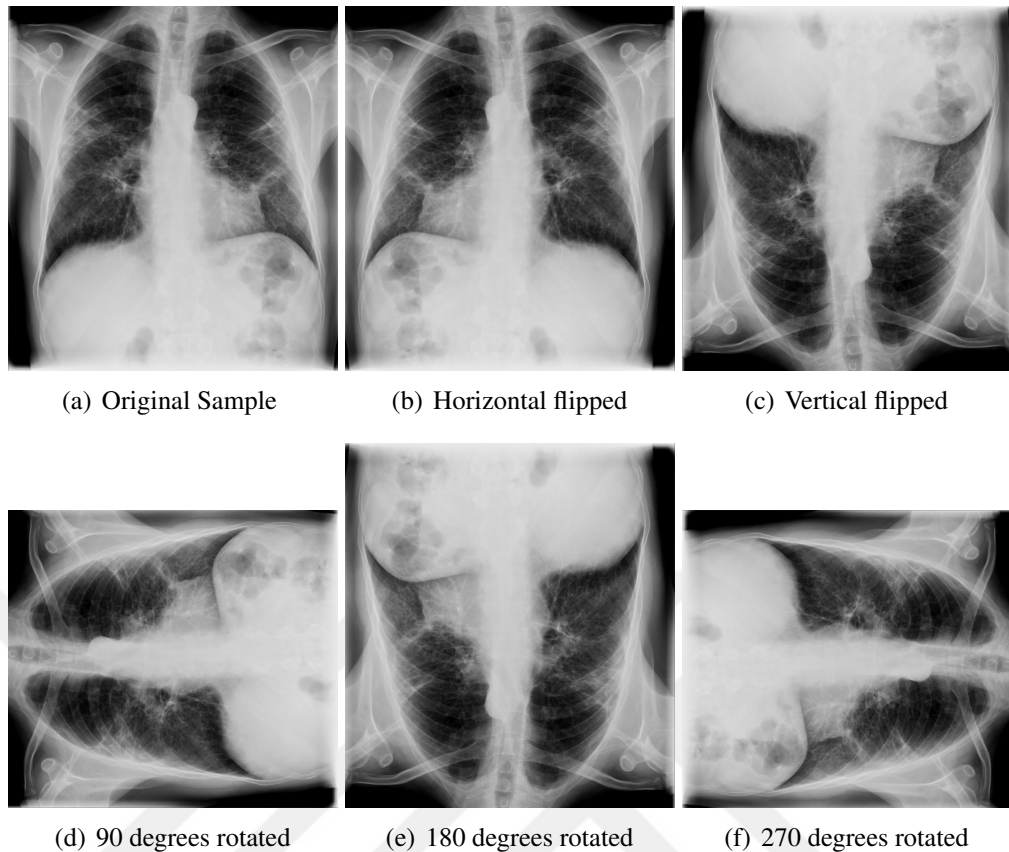 (a) Original Sample
(b) Horizontal flipped
(c) Vertical flipped
(d) 90 degrees rotated
(e) 180 degrees rotated
(f) 270 degrees rotated